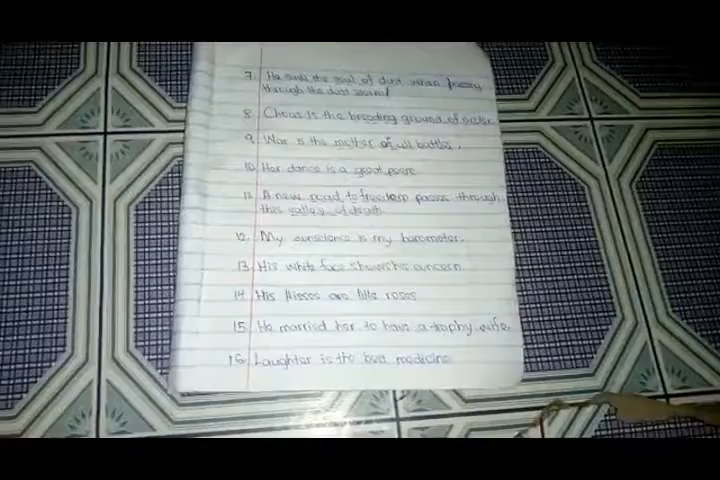 7. He said the soul of dust when passing
through the dust storm
8. Choas is the breeding ground of order
9. War is the mother of all battles.
10. Her dance is a great poem
11. A new road to freedom passes through
this valley of death
12. My conscience is my barometer.
13. His white face shows his concern
14. His kisses are like roses
15. He married her to have a trophy wife.
16. Laughter is the best medicine